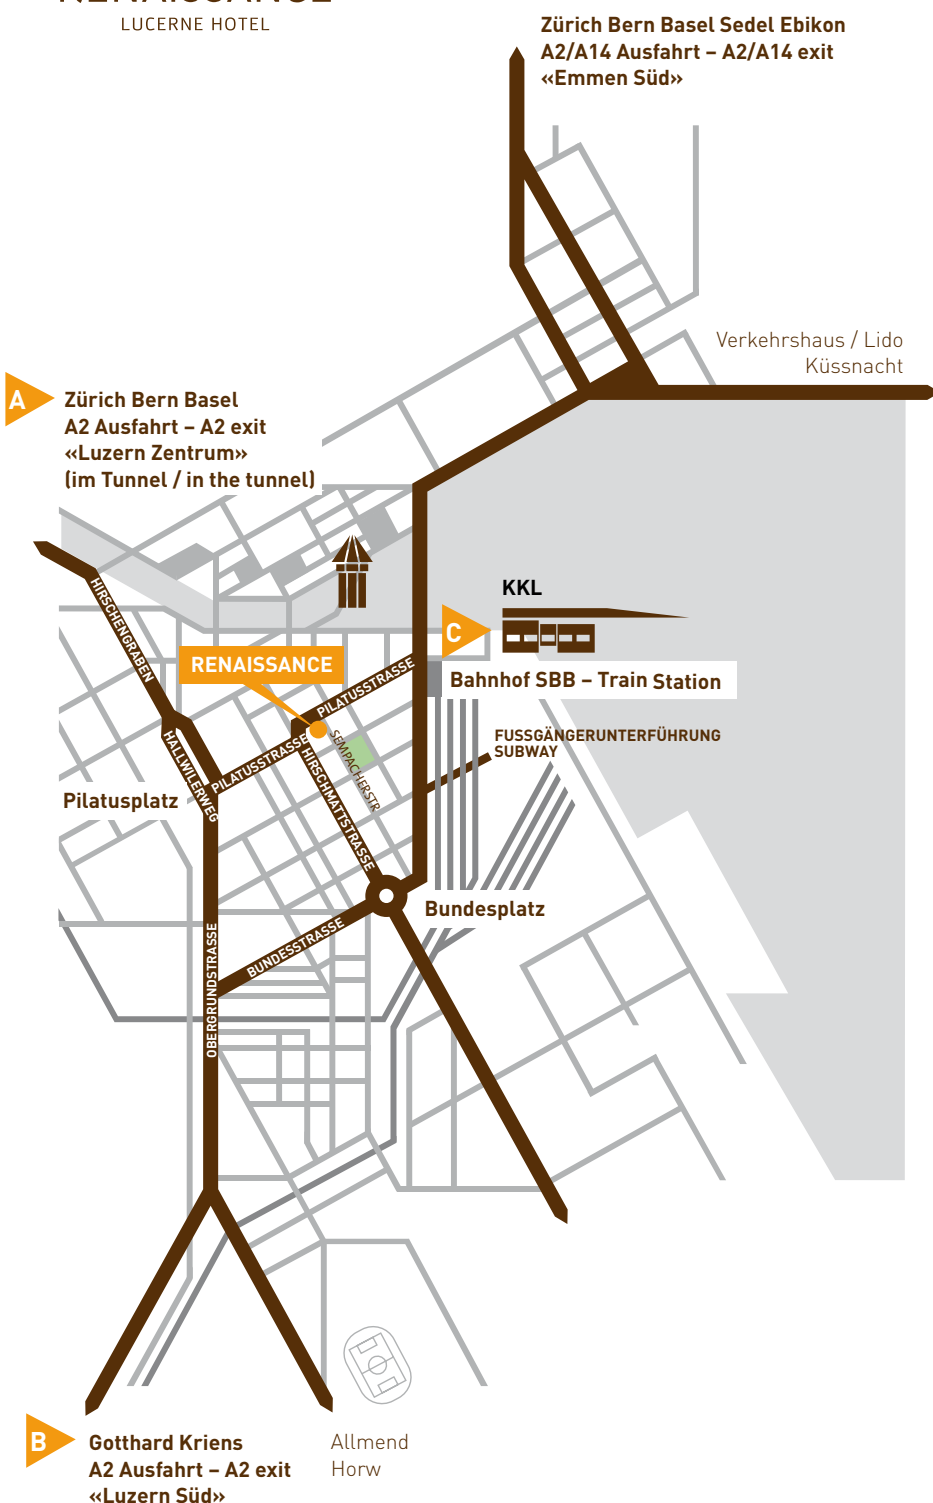 RENAISSANCE
LUCERNE HOTEL
Zürich Bern Basel Sedel Ebikon
A2/A14 Ausfahrt – A2/A14 exit
«Emmen Süd»
Verkehrshaus / Lido
Küssnacht
A
Zürich Bern Basel
A2 Ausfahrt – A2 exit
«Luzern Zentrum»
(im Tunnel / in the tunnel)
KKL
C
HIRSCHENGRABEN
RENAISSANCE
PILATUSSTRASSE
Bahnhof SBB – Train Station
SEMPACHERSTR
FUSSGÄNGERUNTERFÜHRUNG
SUBWAY
HALLWILERWEG
PILATUSSTRASSE
HIRSCHMATTSTRASSE
Pilatusplatz
Bundesplatz
BUNDESSTRASSE
OBERGRUNDSTRASSE
B
Gotthard Kriens
A2 Ausfahrt – A2 exit
«Luzern Süd»
Allmend
Horw